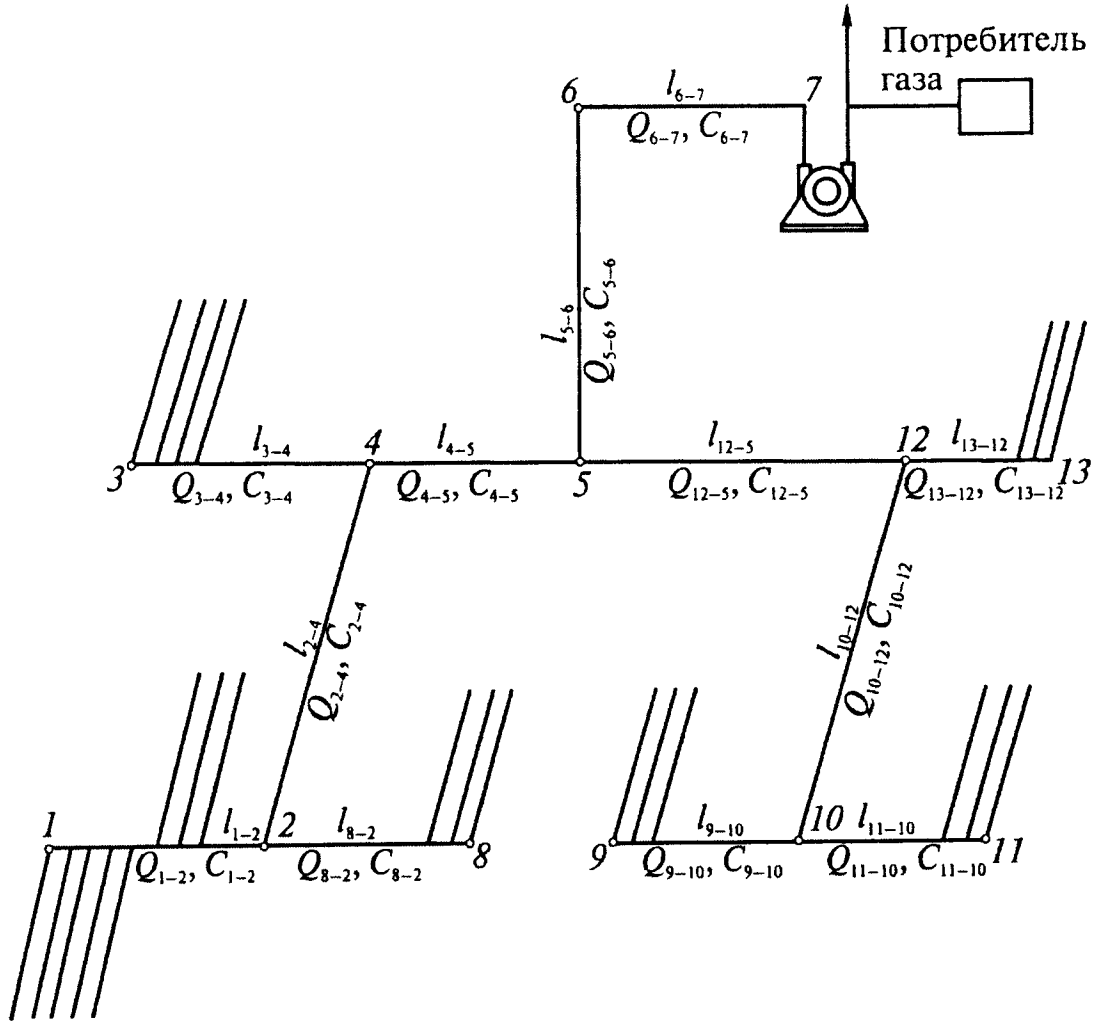 Потребитель
газа
6
l₆₋₇
7
Q₆₋₇, C₆₋₇
l₅₋₆
Q₅₋₆, C₅₋₆
3
l₃₋₄
Q₃₋₄, C₃₋₄
4
l₄₋₅
Q₄₋₅, C₄₋₅
5
l₁₂₋₅
Q₁₂₋₅, C₁₂₋₅
12
l₁₃₋₁₂
Q₁₃₋₁₂, C₁₃₋₁₂
13
l₂₋₄
Q₂₋₄, C₂₋₄
l₁₀₋₁₂
Q₁₀₋₁₂, C₁₀₋₁₂
1
l₁₋₂
Q₁₋₂, C₁₋₂
2
l₈₋₂
Q₈₋₂, C₈₋₂
8
9
l₉₋₁₀
Q₉₋₁₀, C₉₋₁₀
10
l₁₁₋₁₀
Q₁₁₋₁₀, C₁₁₋₁₀
11